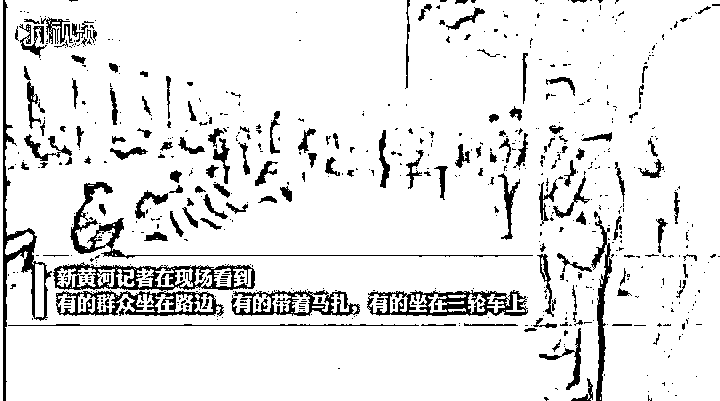 视频
新黄河记者在现场看到
有的群众坐在路边，有的带着马扎，有的坐在三轮车上